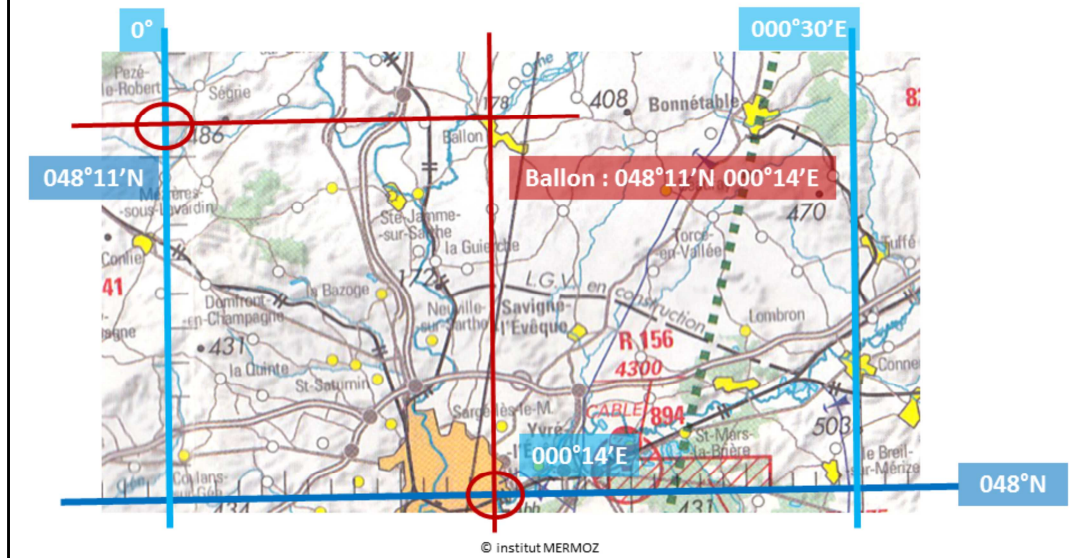 0°
000°30'E
Pezé-
le-Robert
Ségrie
Orne
408
Bonnétable
178
486
Ballon
048°11'N
Ballon : 048°11'N 000°14'E
-sous-Lavardin
Ste-Jamme-
-sur-Sarthe
470
la Guierche
Torcé-
en-Vallée
Tuffé
Conlie
41
172
L.G.V. en construction
la Bazoge
Domfront-
-en-Champagne
Neuville-
-sur-Sarthe
Savigné-
-l'Évêque
Lombron
431
R 156
4300
la Quinte
St-Saturnin
Conner
CABLE
894
Sargé-lès-le-M.
Yvré-
503
000°14'E
St-Mars-
la-Brière
le Breil-
-sur-Mérize
Coulans-
-sur-Gée
048°N
434
431
© institut MERMOZ